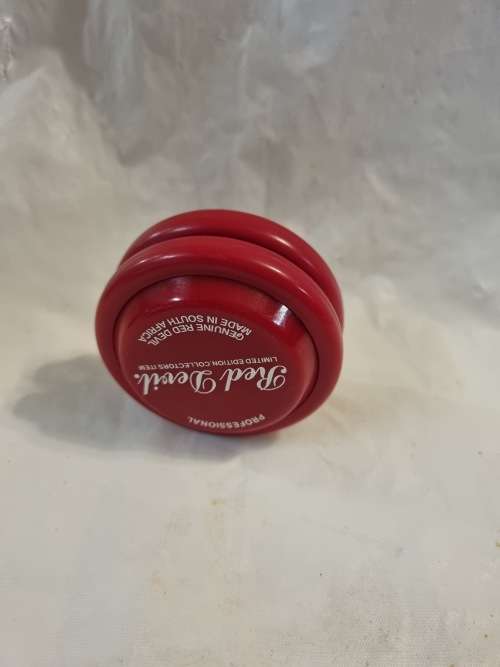 PROFESSIONAL
Red Devil.
LIMITED EDITION COLLECTORS ITEM
GENUINE RED DEVIL
MADE IN SOUTH AFRICA